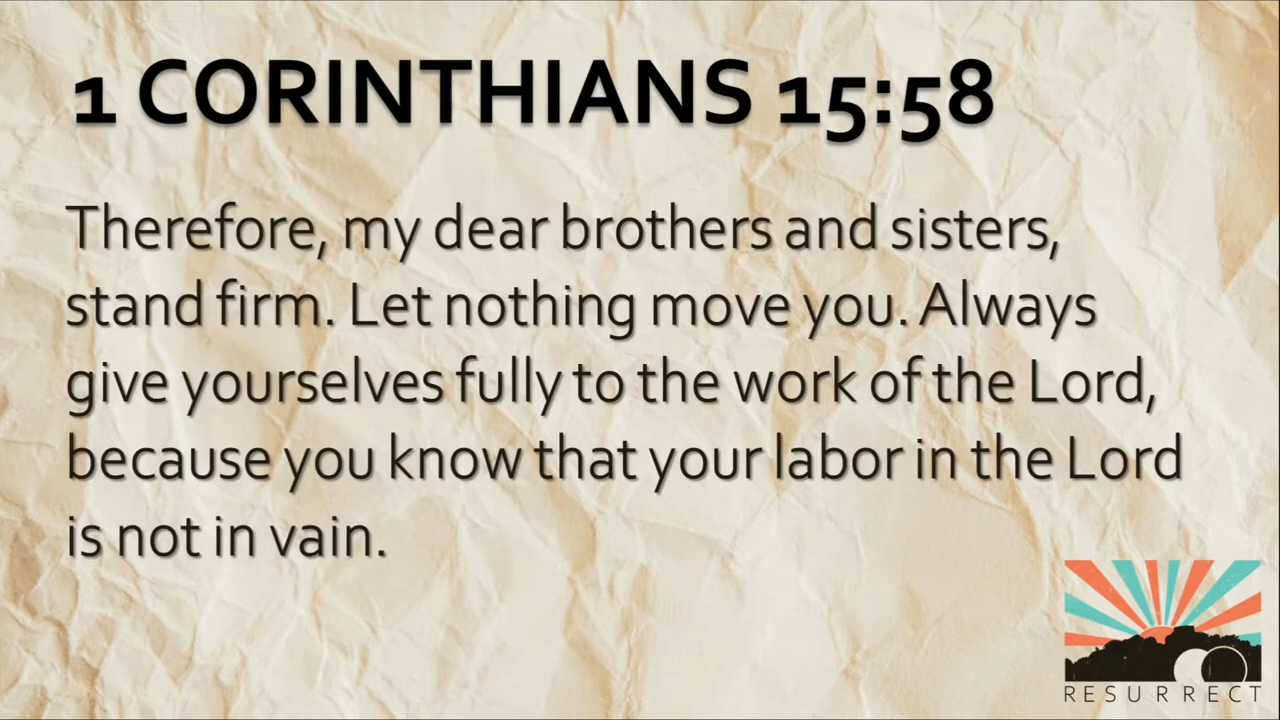 1 CORINTHIANS 15:58
Therefore, my dear brothers and sisters,
stand firm. Let nothing move you. Always
give yourselves fully to the work of the Lord,
because you know that your labor in the Lord
is not in vain.
RESURRECT